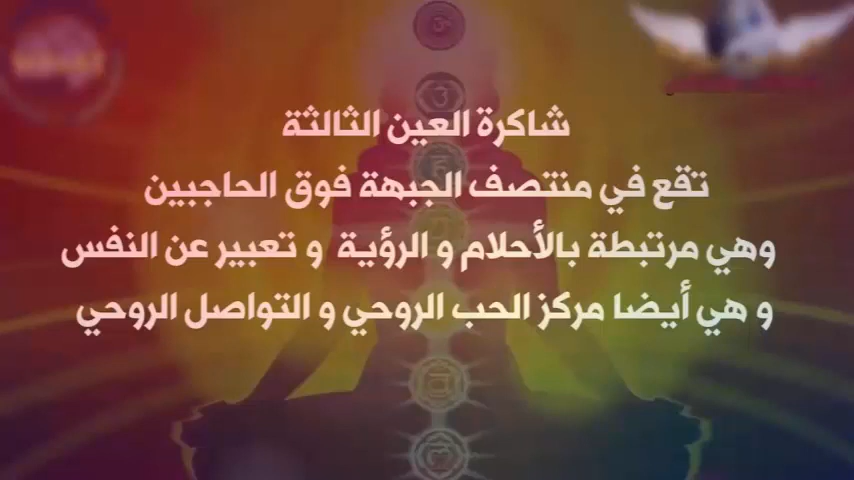 شاكرة العين الثالثة
تقع في منتصف الجبهة فوق الحاجبين
وهي مرتبطة بالأحلام و الرؤية و تعبير عن النفس
و هي أيضا مركز الحب الروحي و التواصل الروحي